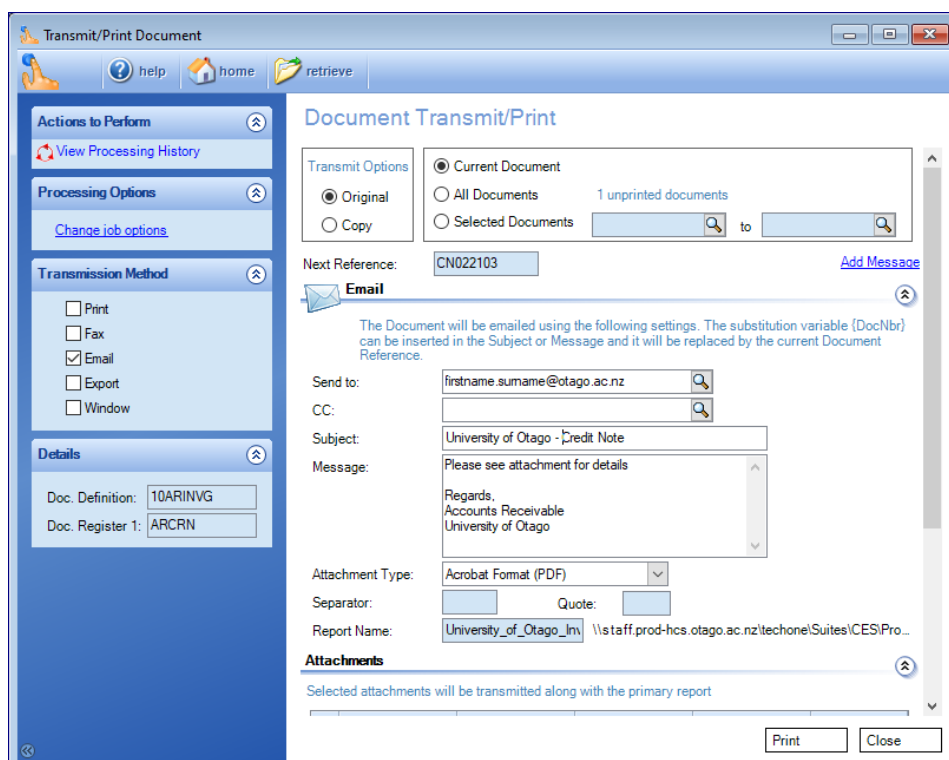 Transmit/Print Document
help home retrieve
Actions to Perform
View Processing History
Processing Options
Change job options
Transmission Method
Print
Fax
Email
Export
Window
Details
Doc. Definition: 10ARINVG
Doc. Register 1: ARCRN
Document Transmit/Print
Transmit Options
Original
Copy
Current Document
All Documents 1 unprinted documents
Selected Documents to
Next Reference: CN022103 Add Message
Email
The Document will be emailed using the following settings. The substitution variable {DocNbr}
can be inserted in the Subject or Message and it will be replaced by the current Document
Reference.
Send to: firstname.surname@otago.ac.nz
CC:
Subject: University of Otago - Credit Note
Message: Please see attachment for details
Regards,
Accounts Receivable
University of Otago
Attachment Type: Acrobat Format (PDF)
Separator: Quote:
Report Name: University_of_Otago_Inv \\staff.prod-hcs.otago.ac.nz\techone\Suites\CES\Pro...
Attachments
Selected attachments will be transmitted along with the primary report
Print Close